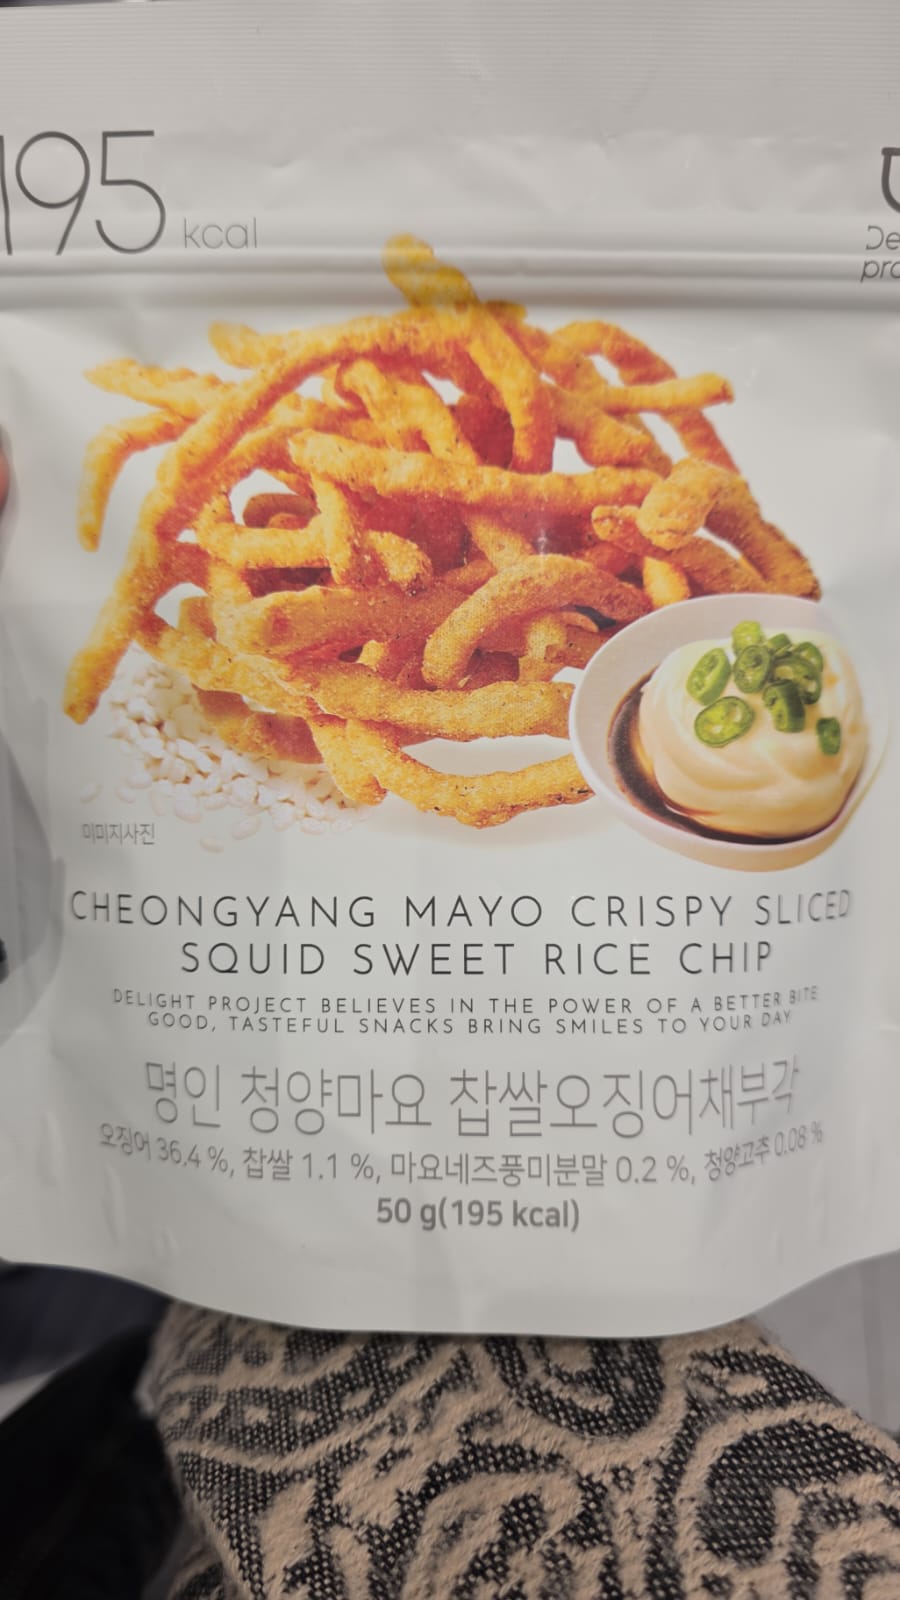 195 kcal
이미지사진
CHEONGYANG MAYO CRISPY SLICED
SQUID SWEET RICE CHIP
DELIGHT PROJECT BELIEVES IN THE POWER OF A BETTER BITE
GOOD, TASTEFUL SNACKS BRING SMILES TO YOUR DAY
명인 청양마요 찹쌀오징어채부각
오징어 36.4 %, 찹쌀 1.1 %, 마요네즈풍미분말 0.2 %, 청양고추 0.08 %
50 g(195 kcal)